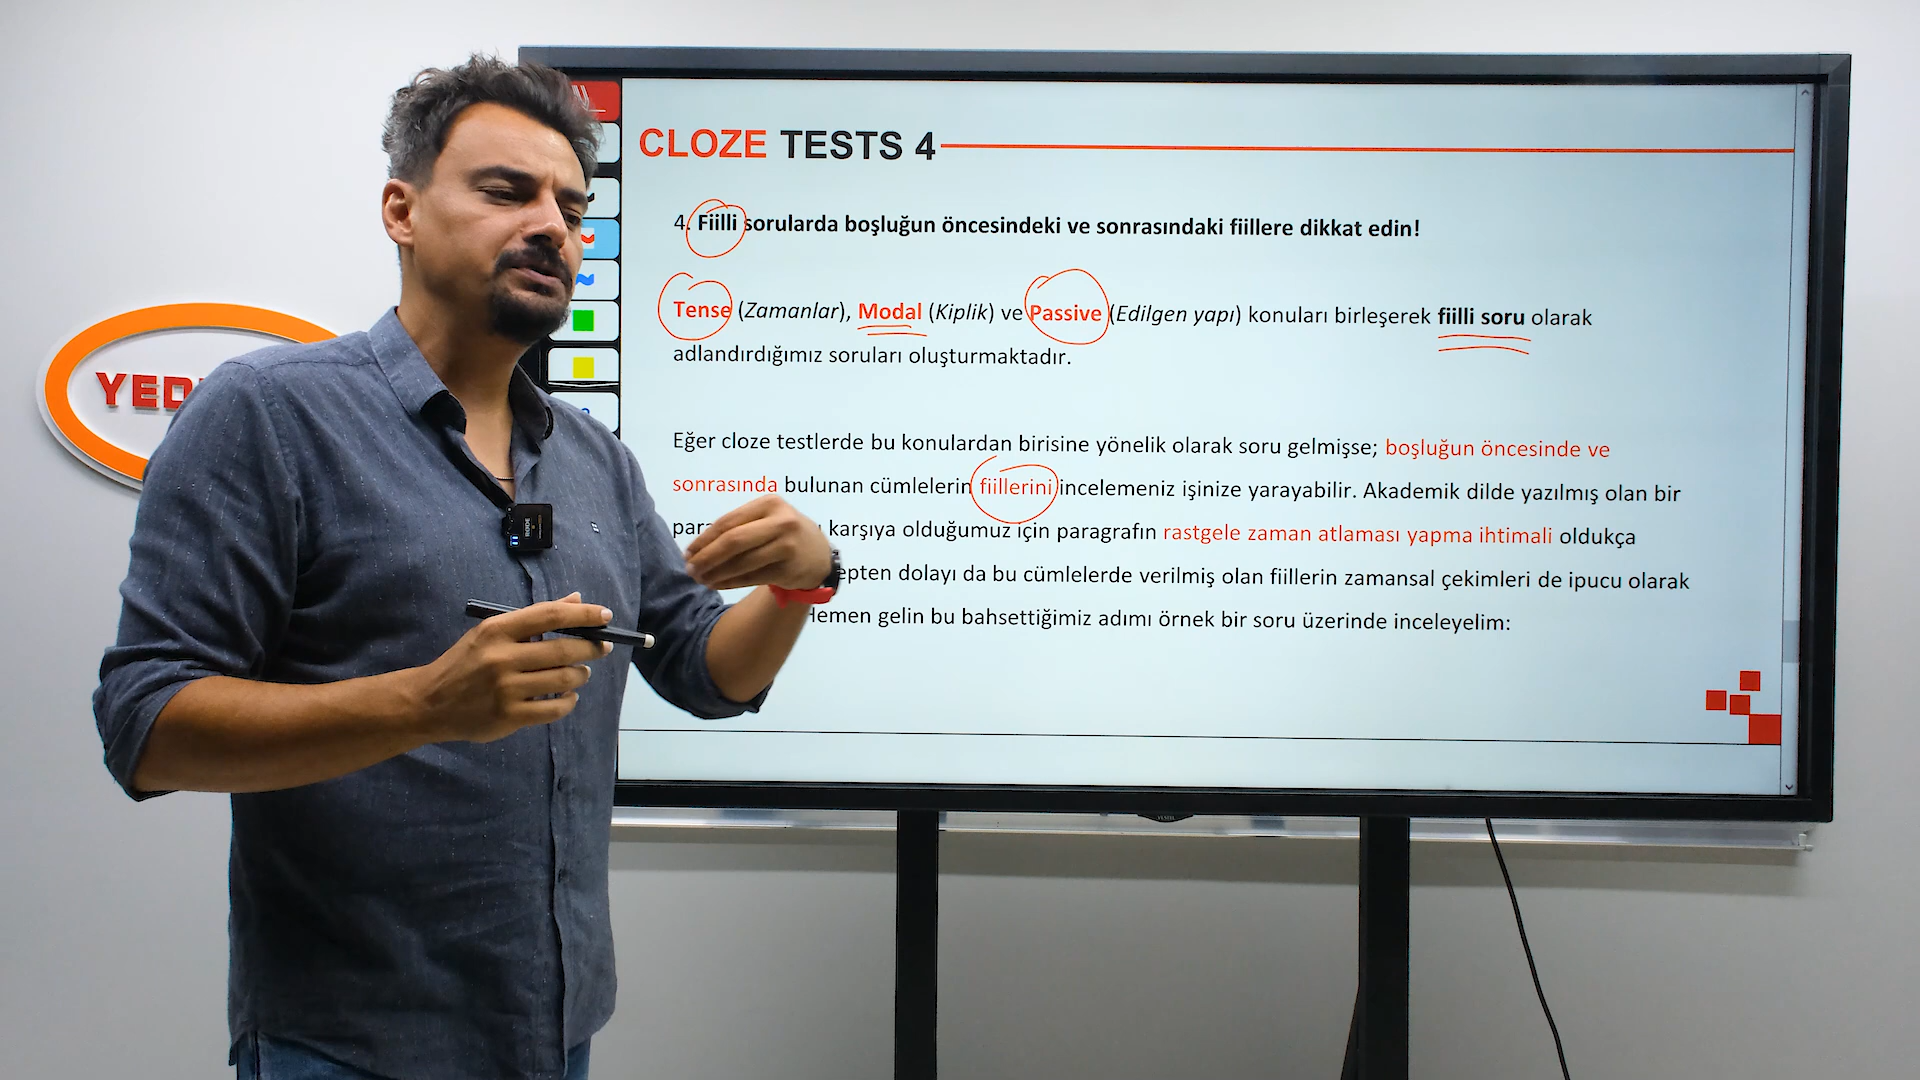 CLOZE TESTS 4
4. Fiilli sorularda boşluğun öncesindeki ve sonrasındaki fiillere dikkat edin!
Tense (Zamanlar), Modal (Kiplik) ve Passive (Edilgen yapı) konuları birleşerek fiilli soru olarak
adlandırdığımız soruları oluşturmaktadır.
Eğer cloze testlerde bu konulardan birisine yönelik olarak soru gelmişse; boşluğun öncesinde ve
sonrasında bulunan cümlelerin fiillerini incelemeniz işinize yarayabilir. Akademik dilde yazılmış olan bir
karşıya olduğumuz için paragrafın rastgele zaman atlaması yapma ihtimali oldukça
dolayı da bu cümlelerde verilmiş olan fiillerin zamansal çekimleri de ipucu olarak
gelin bu bahsettiğimiz adımı örnek bir soru üzerinde inceleyelim:
RODE